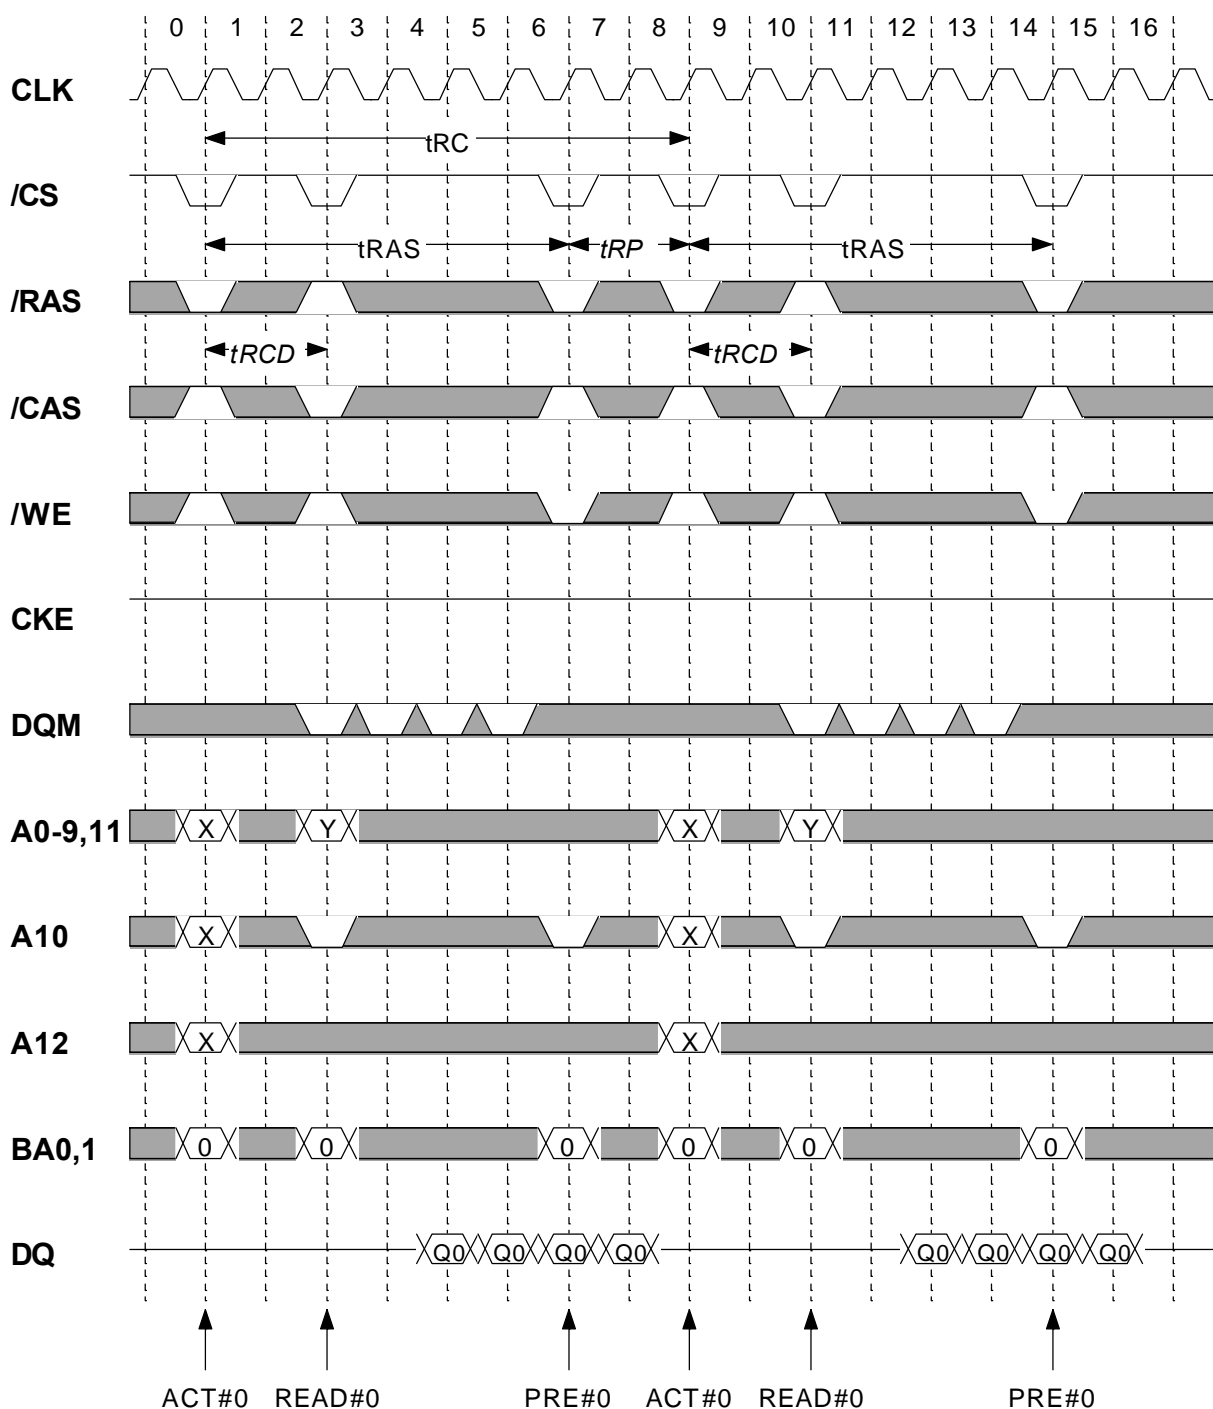 0 1 2 3 4 5 6 7 8 9 10 11 12 13 14 15 16
CLK
tRC
/CS
tRAS tRP tRAS
/RAS
tRCD tRCD
/CAS
/WE
CKE
DQM
A0-9,11 X Y X Y
A10 X X
A12 X X
BA0,1 0 0 0 0 0 0
DQ Q0 Q0 Q0 Q0 Q0 Q0 Q0 Q0
ACT#0 READ#0 PRE#0 ACT#0 READ#0 PRE#0